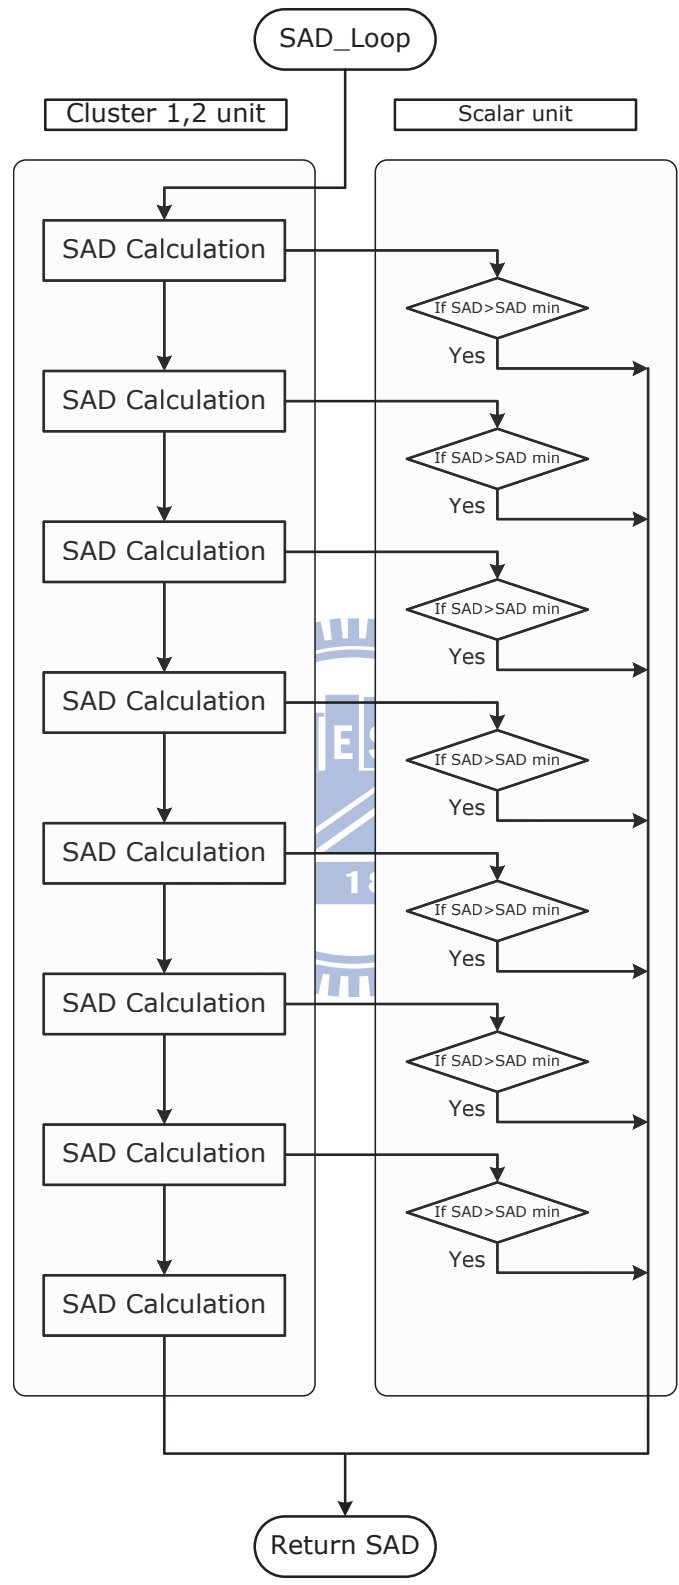 SAD_Loop
Cluster 1,2 unit
Scalar unit
SAD Calculation
If SAD>SAD min
Yes
SAD Calculation
If SAD>SAD min
Yes
SAD Calculation
If SAD>SAD min
Yes
SAD Calculation
If SAD>SAD min
Yes
SAD Calculation
If SAD>SAD min
Yes
SAD Calculation
If SAD>SAD min
Yes
SAD Calculation
If SAD>SAD min
Yes
SAD Calculation
Return SAD